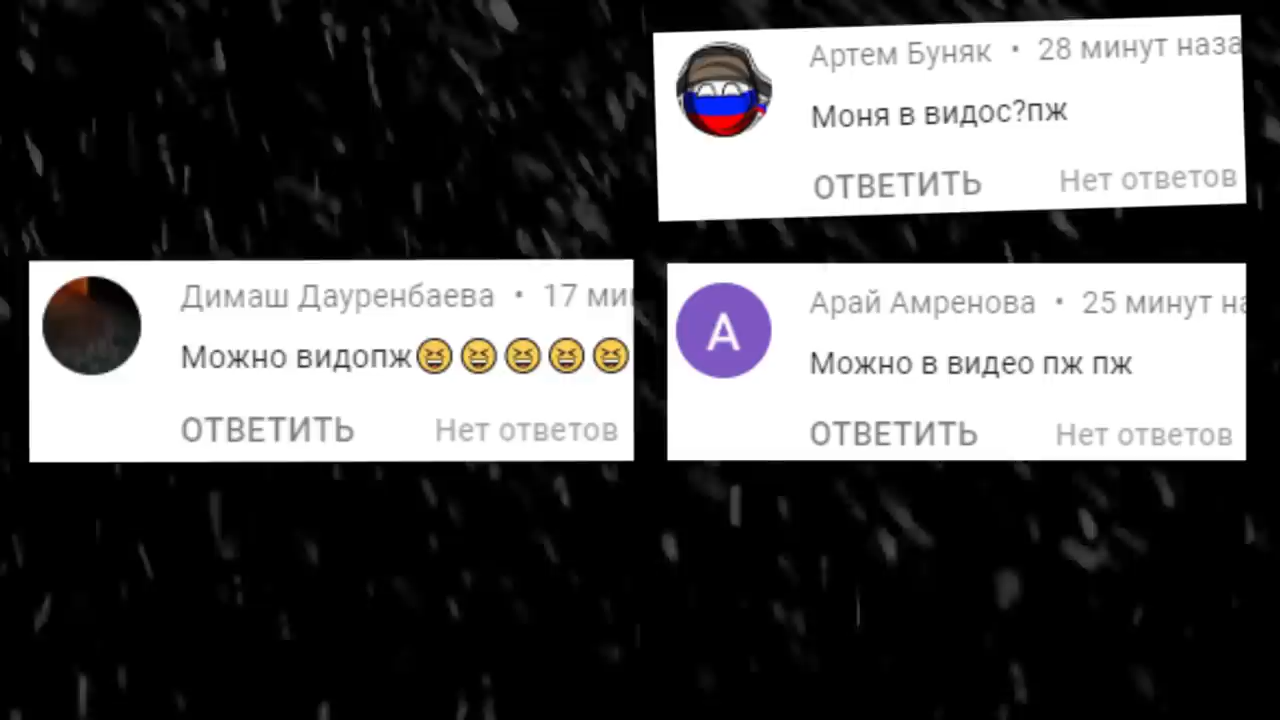 Артем Буняк • 28 минут наза
Моня в видос?пж
ОТВЕТИТЬ Нет ответов
Димаш Дауренбаева • 17 ми
Можно видопж😆😆😆😆😆
ОТВЕТИТЬ Нет ответов
А
Арай Амренова • 25 минут на
Можно в видео пж пж
ОТВЕТИТЬ Нет ответов